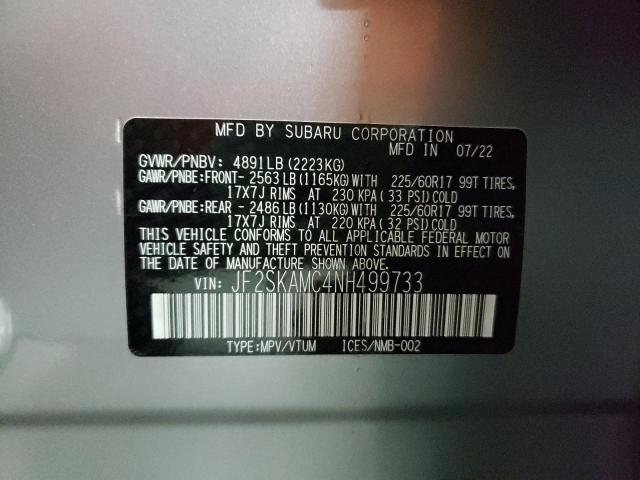 MFD BY SUBARU CORPORATION
MFD IN 07/22
GVWR/PNBV: 4891LB(2223KG)
GAWR/PNBE:FRONT-2563LB(1165KG)WITH 225/60R17 99T TIRES,
17X7J RIMS AT 230 KPA(33 PSI)COLD
GAWR/PNBE:REAR -2486LB(1130KG)WITH 225/60R17 99T TIRES,
17X7J RIMS AT 220 KPA(32 PSI)COLD
THIS VEHICLE CONFORMS TO ALL APPLICABLE FEDERAL MOTOR
VEHICLE SAFETY AND THEFT PREVENTION STANDARDS IN EFFECT
ON THE DATE OF MANUFACTURE SHOWN ABOVE.
VIN: JF2SKAMC4NH499733
TYPE:MPV/VTUM ICES/NMB-002